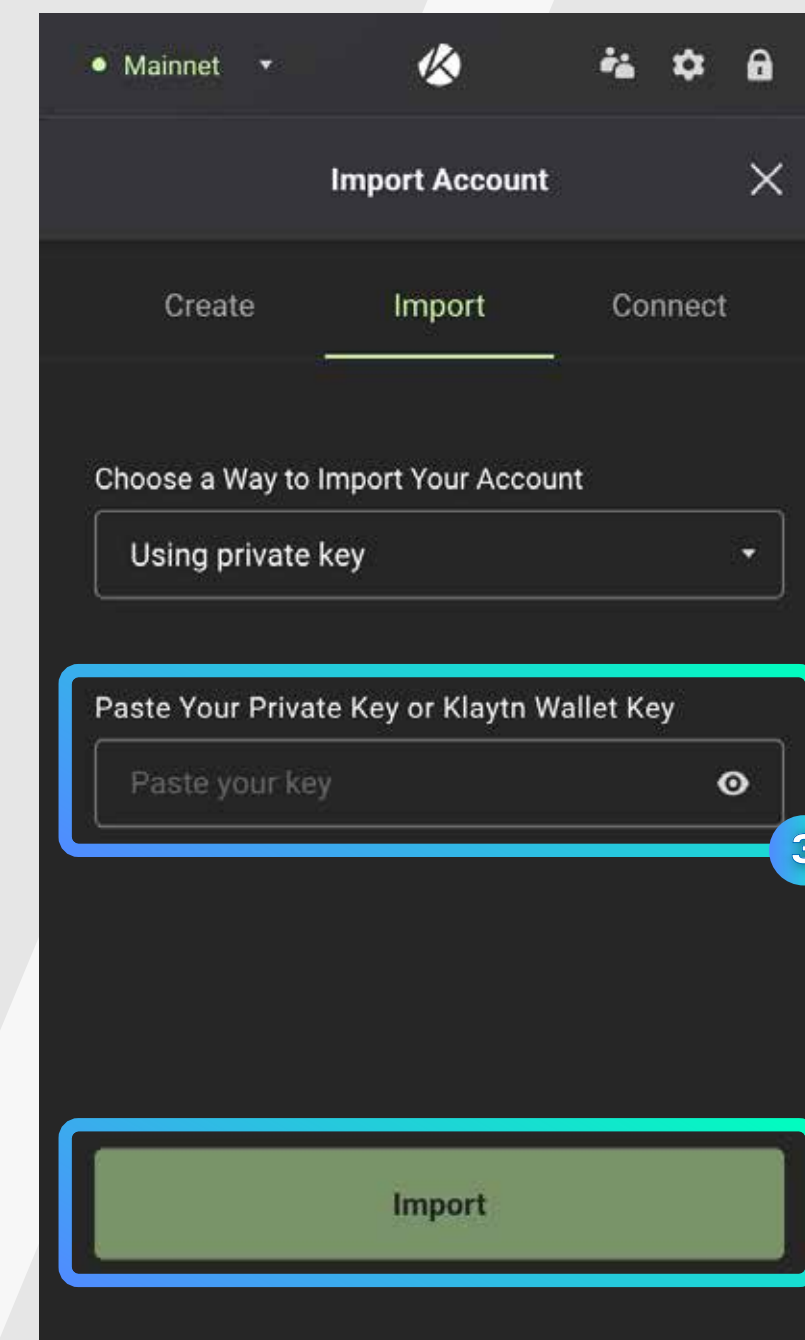 Mainnet
Import Account
Create Import Connect
Choose a Way to Import Your Account
Using private key
Paste Your Private Key or Klaytn Wallet Key
Paste your key
3
Import